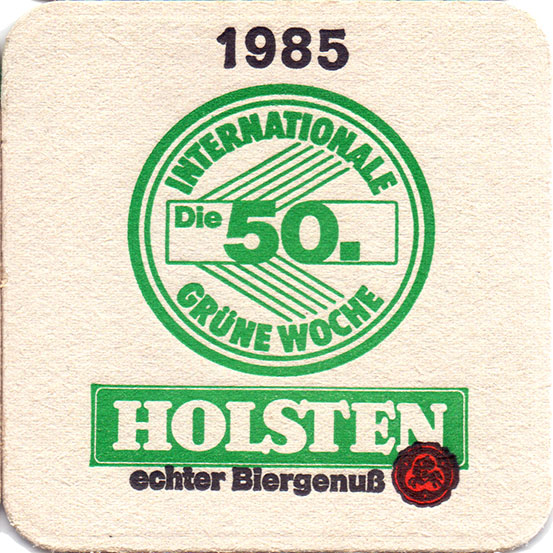 1985
INTERNATIONALE
Die 50.
GRÜNE WOCHE
HOLSTEN
echter Biergenuß